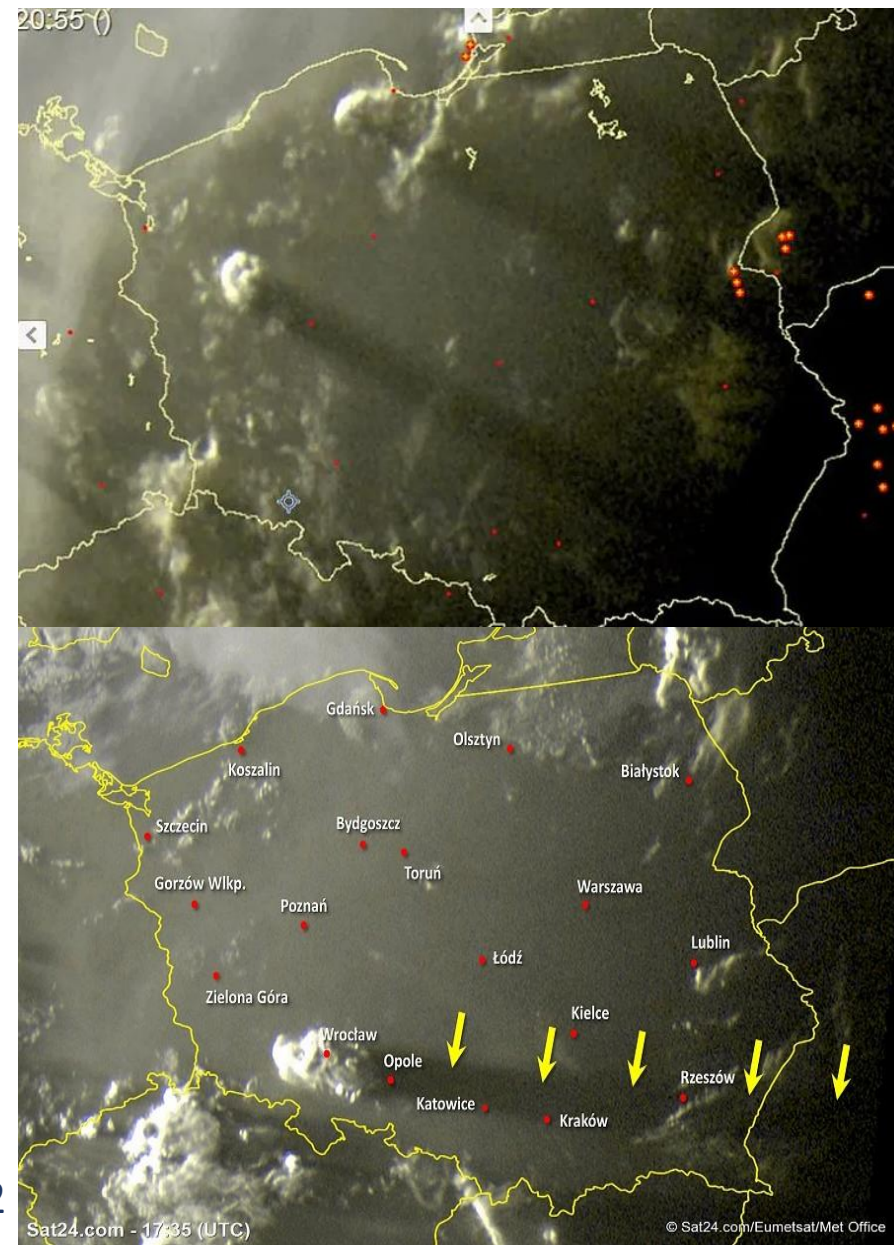 20:55 ()
Gdańsk
Olsztyn
Koszalin
Białystok
Szczecin
Bydgoszcz
Toruń
Gorzów Wlkp.
Warszawa
Poznań
Lublin
Łódź
Zielona Góra
Kielce
Wrocław
Opole
Rzeszów
Katowice
Kraków
2
Sat24.com - 17:35 (UTC)
© Sat24.com/Eumetsat/Met Office